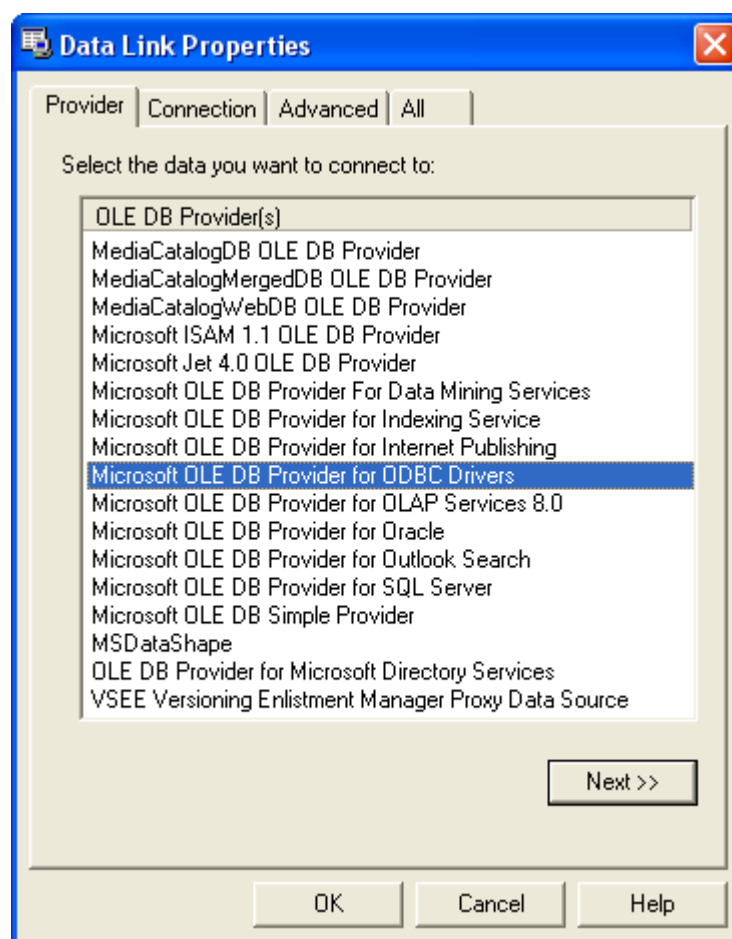 Data Link Properties
Provider Connection Advanced All
Select the data you want to connect to:
OLE DB Provider(s)
MediaCatalogDB OLE DB Provider
MediaCatalogMergedDB OLE DB Provider
MediaCatalogWebDB OLE DB Provider
Microsoft ISAM 1.1 OLE DB Provider
Microsoft Jet 4.0 OLE DB Provider
Microsoft OLE DB Provider For Data Mining Services
Microsoft OLE DB Provider for Indexing Service
Microsoft OLE DB Provider for Internet Publishing
Microsoft OLE DB Provider for ODBC Drivers
Microsoft OLE DB Provider for OLAP Services 8.0
Microsoft OLE DB Provider for Oracle
Microsoft OLE DB Provider for Outlook Search
Microsoft OLE DB Provider for SQL Server
Microsoft OLE DB Simple Provider
MSDataShape
OLE DB Provider for Microsoft Directory Services
VSEE Versioning Enlistment Manager Proxy Data Source
Next >>
OK Cancel Help